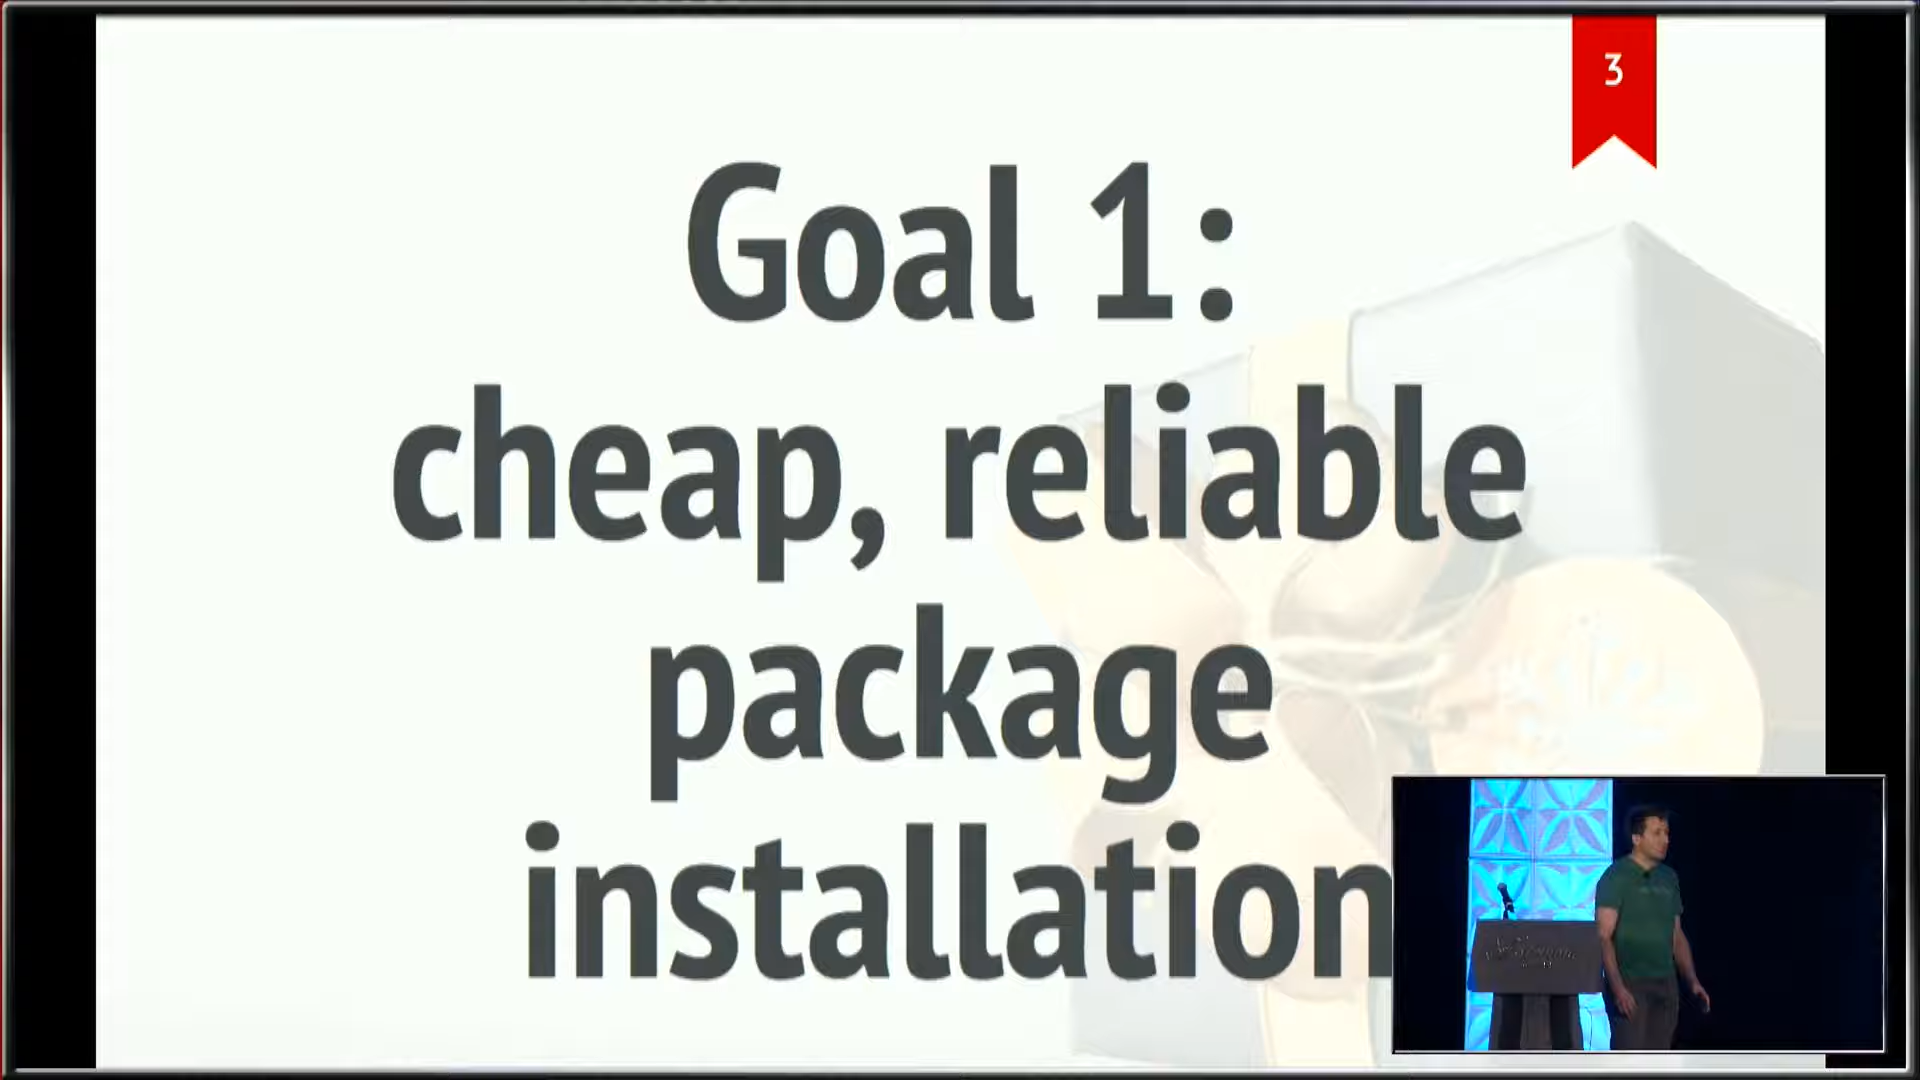 3
Goal 1:
cheap, reliable
package
installation